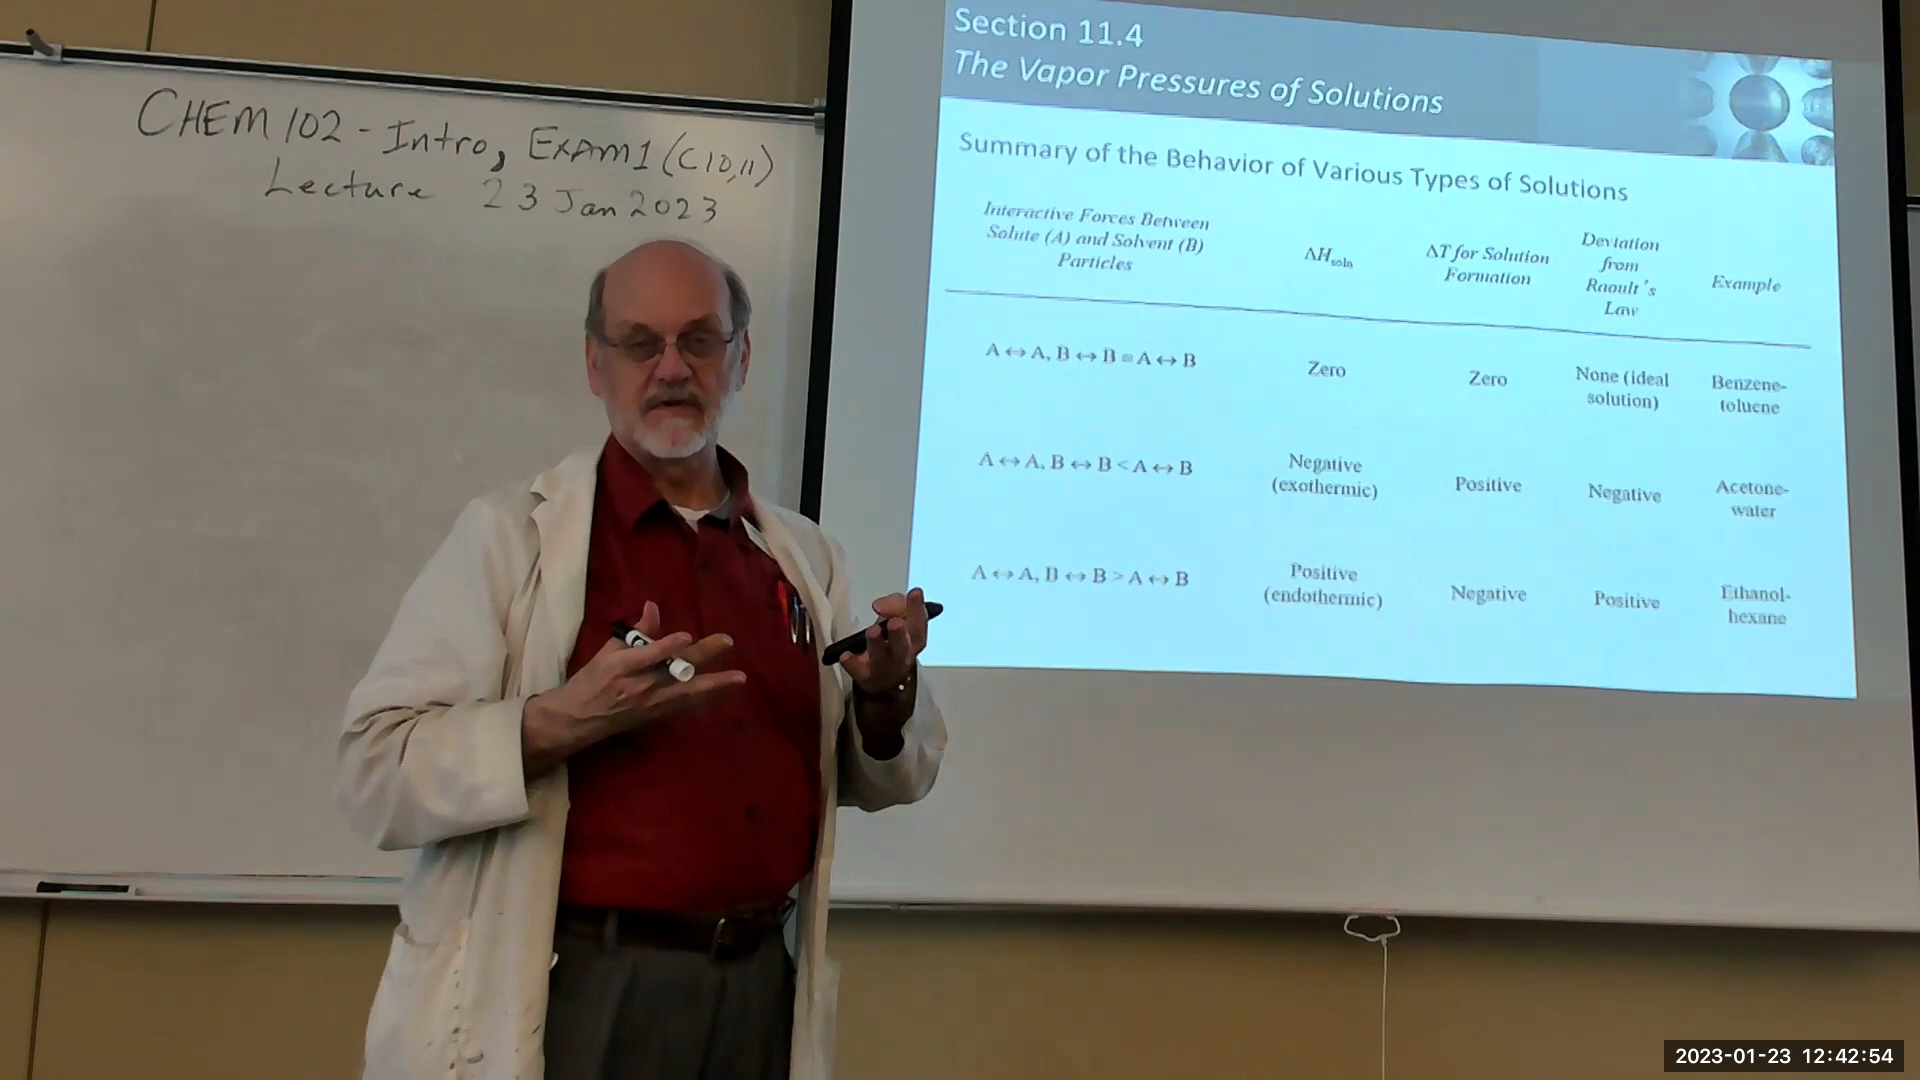 CHEM 102 - Intro, EXAM 1 (C10,11)
Lecture 23 Jan 2023
Section 11.4
The Vapor Pressures of Solutions
Summary of the Behavior of Various Types of Solutions
Interactive Forces Between
Solute (A) and Solvent (B)
Particles
ΔHsoln
ΔT for Solution
Formation
Deviation
from
Raoult's
Law
Example
A ↔ A, B ↔ B ≡ A ↔ B
Zero
Zero
None (ideal
solution)
Benzene-
toluene
A ↔ A, B ↔ B < A ↔ B
Negative
(exothermic)
Positive
Negative
Acetone-
water
A ↔ A, B ↔ B > A ↔ B
Positive
(endothermic)
Negative
Positive
Ethanol-
hexane
2023-01-23 12:42:54